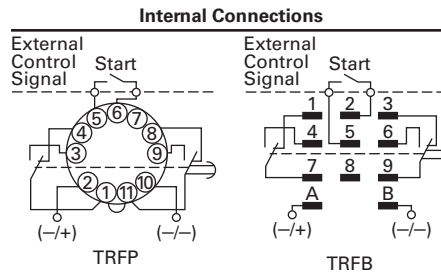 Internal Connections
External
Control
Signal
Start
5 6 7
4 8
3 9
2 10
1 11
(−/+) (−/−)
TRFP
External
Control
Signal
Start
1 2 3
4 5 6
7 8 9
A B
(−/+) (−/−)
TRFB